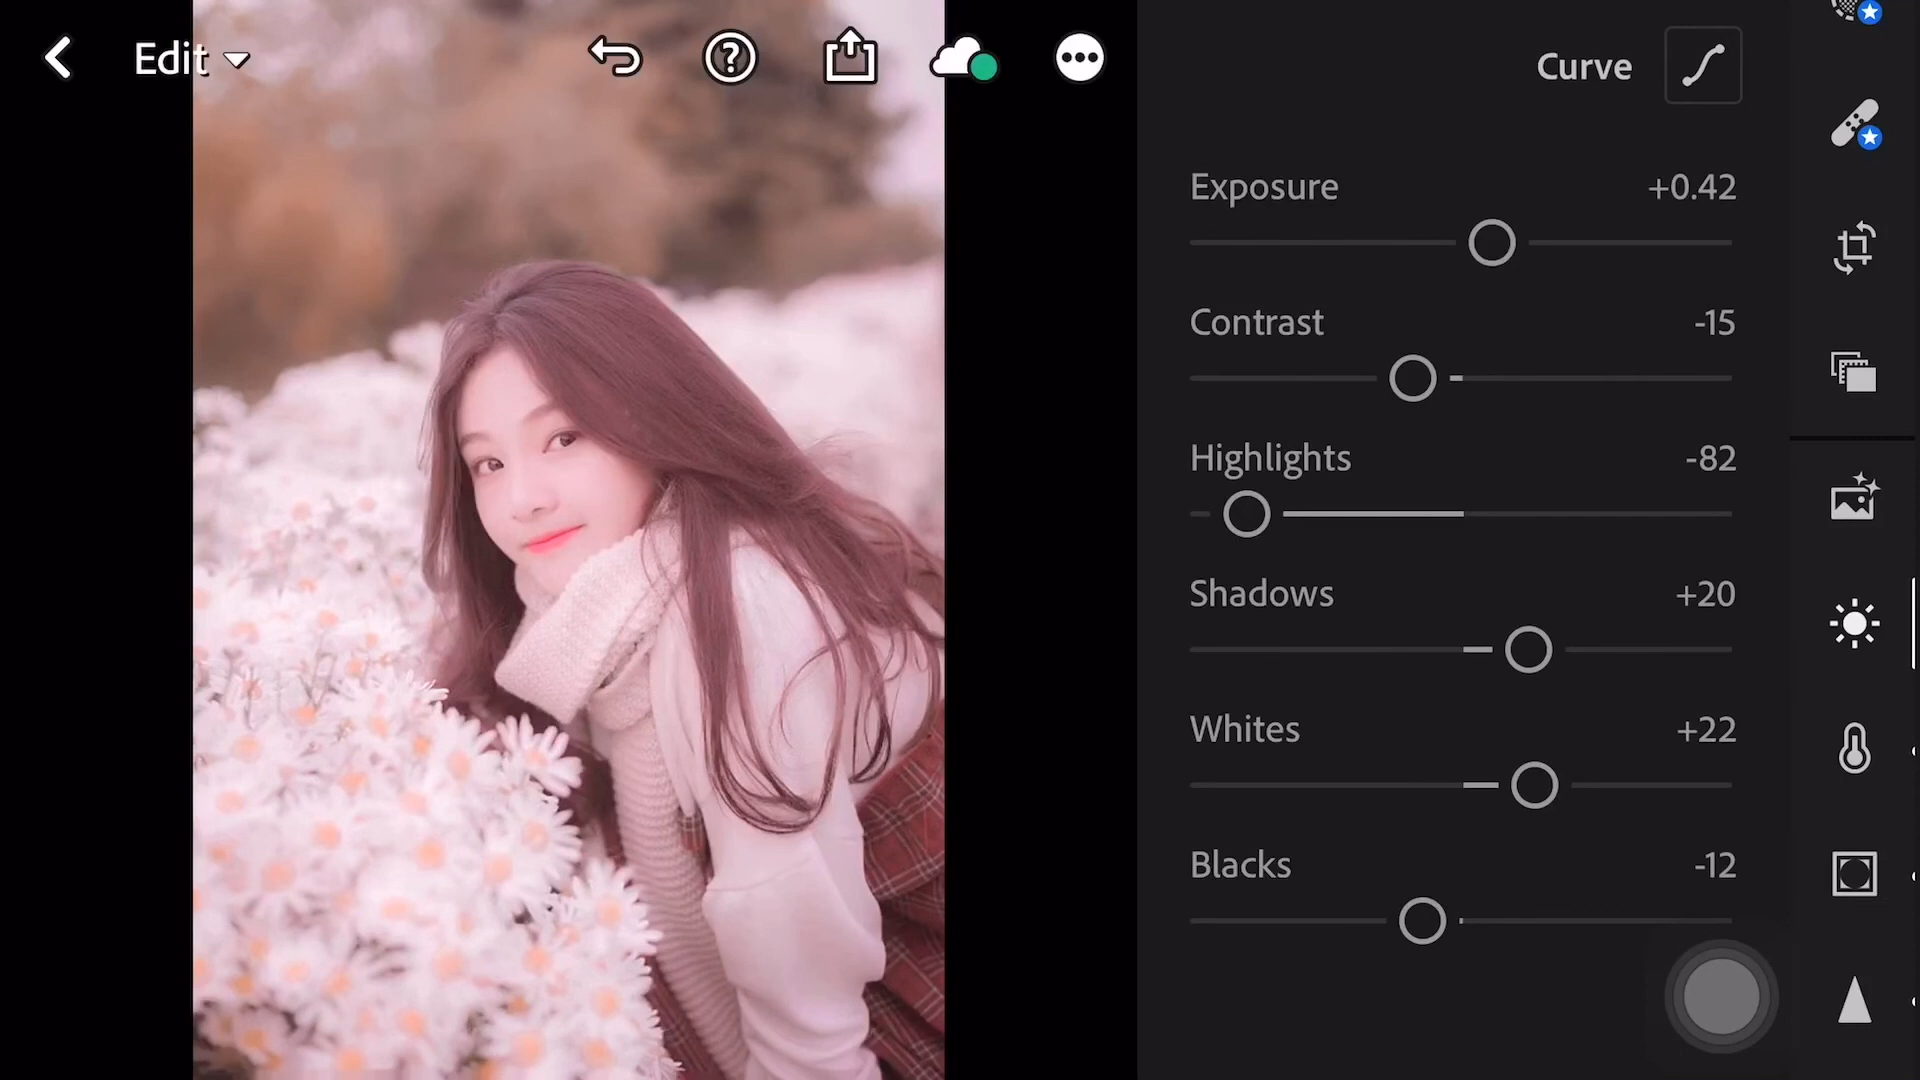 Edit
Curve
Exposure +0.42
Contrast -15
Highlights -82
Shadows +20
Whites +22
Blacks -12